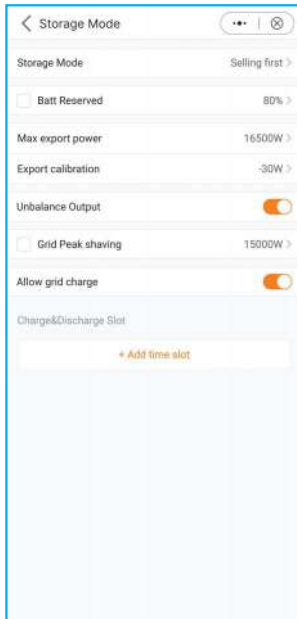 Storage Mode
Storage Mode Selling first
Batt Reserved 80%
Max export power 16500W
Export calibration -30W
Unbalance Output
Grid Peak shaving 15000W
Allow grid charge
Charge&Discharge Slot
+ Add time slot